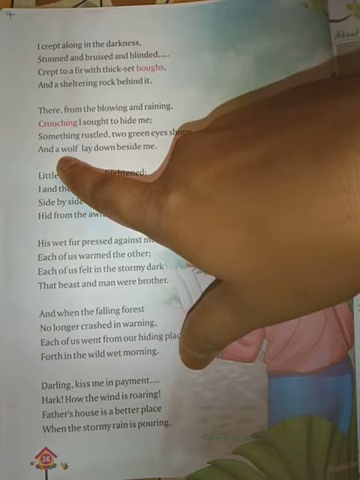 I crept along in the darkness,
Stunned and bruised and blinded.....
Crept to a fir with thick-set boughs,
And a sheltering rock behind it.
There, from the blowing and raining,
Crouching I sought to hide me;
Something rustled, two green eyes shone
And a wolf lay down beside me.
Little frightened;
I and the
Side by side
Hid from the
His wet fur pressed against
Each of us warmed the other;
Each of us felt in the stormy dark
That beast and man were brother.
And when the falling forest
No longer crashed in warning,
Each of us went from our hiding
Forth in the wild wet morning.
Darling, kiss me in payment....
Hark! How the wind is roaring!
Father's house is a better place
When the stormy rain is pouring.
36
About